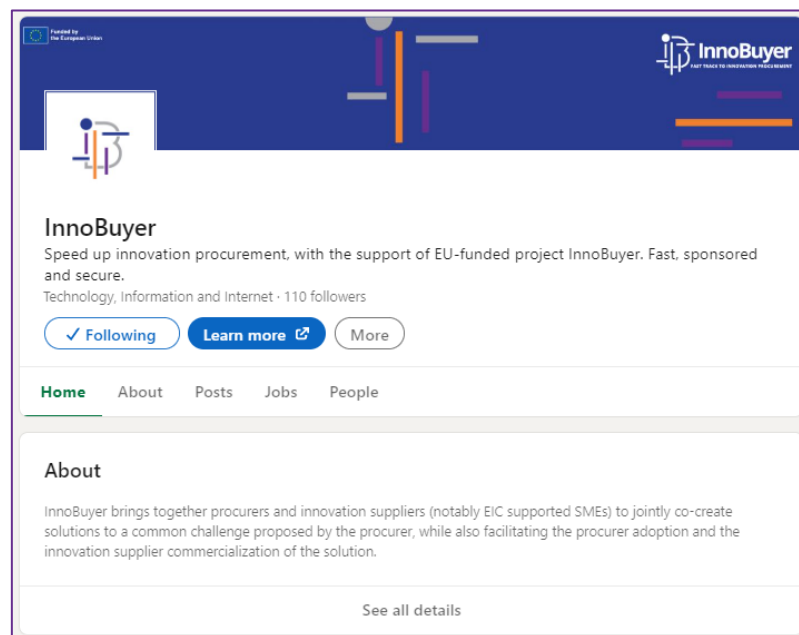 Funded by
the European Union
InnoBuyer
FAST TRACK TO INNOVATION PROCUREMENT
InnoBuyer
Speed up innovation procurement, with the support of EU-funded project InnoBuyer. Fast, sponsored
and secure.
Technology, Information and Internet · 110 followers
Following
Learn more
More
Home About Posts Jobs People
About
InnoBuyer brings together procurers and innovation suppliers (notably EIC supported SMEs) to jointly co-create
solutions to a common challenge proposed by the procurer, while also facilitating the procurer adoption and the
innovation supplier commercialization of the solution.
See all details